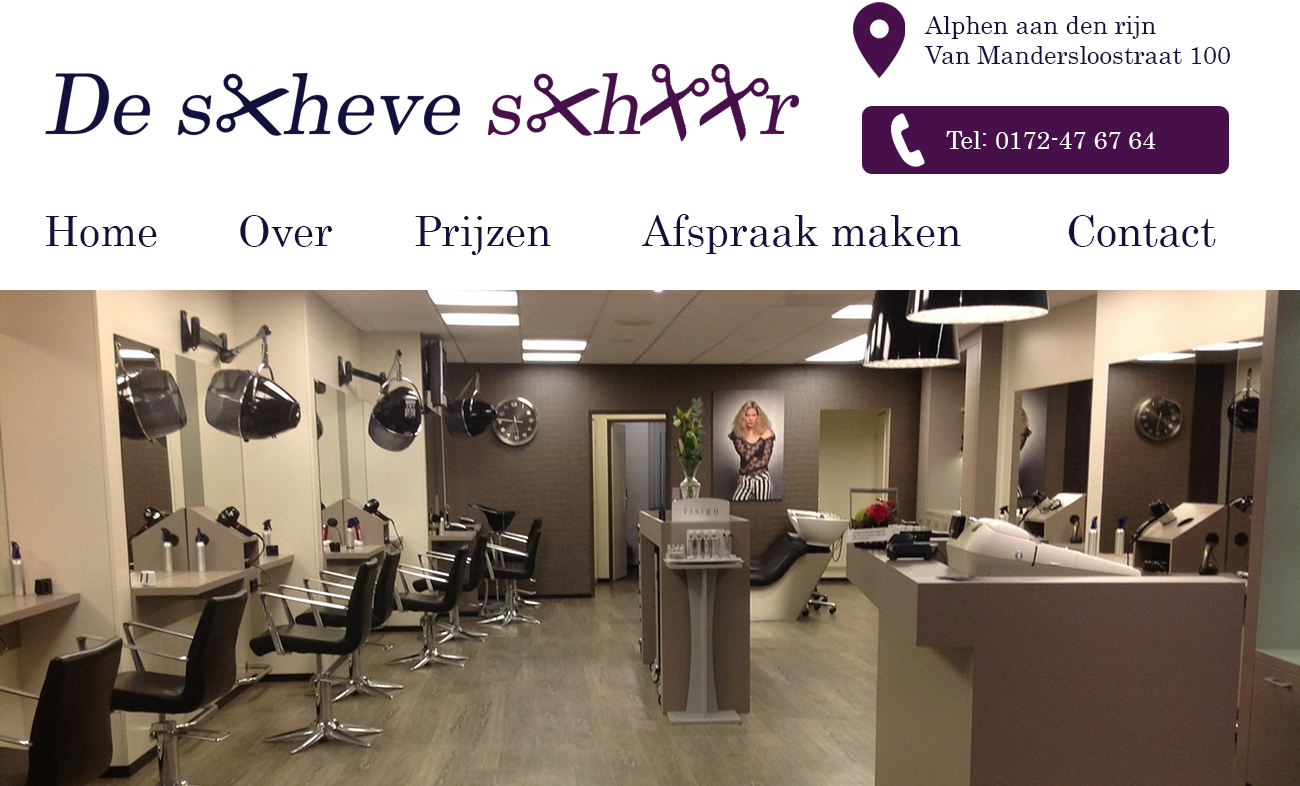 De scheve schaar
Alphen aan den rijn
Van Mandersloostraat 100
Tel: 0172-47 67 64
Home Over Prijzen Afspraak maken Contact